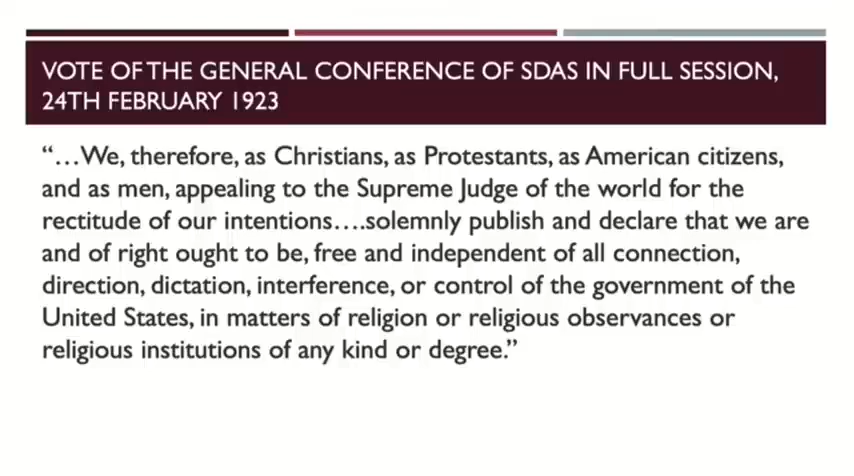 VOTE OF THE GENERAL CONFERENCE OF SDAS IN FULL SESSION,
24TH FEBRUARY 1923
“…We, therefore, as Christians, as Protestants, as American citizens,
and as men, appealing to the Supreme Judge of the world for the
rectitude of our intentions….solemnly publish and declare that we are
and of right ought to be, free and independent of all connection,
direction, dictation, interference, or control of the government of the
United States, in matters of religion or religious observances or
religious institutions of any kind or degree.”